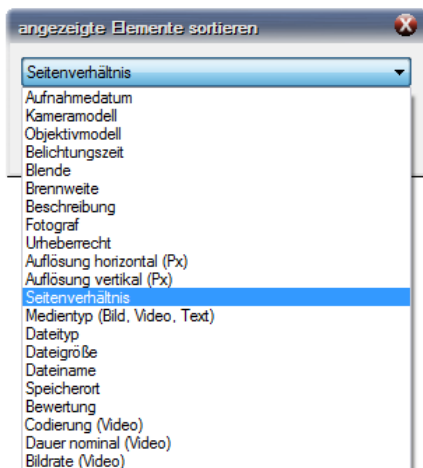 angezeigte Elemente sortieren
Seitenverhältnis
Aufnahmedatum
Kameramodell
Objektivmodell
Belichtungszeit
Blende
Brennweite
Beschreibung
Fotograf
Urheberrecht
Auflösung horizontal (Px)
Auflösung vertikal (Px)
Seitenverhältnis
Medientyp (Bild, Video, Text)
Dateityp
Dateigröße
Dateiname
Speicherort
Bewertung
Codierung (Video)
Dauer nominal (Video)
Bildrate (Video)